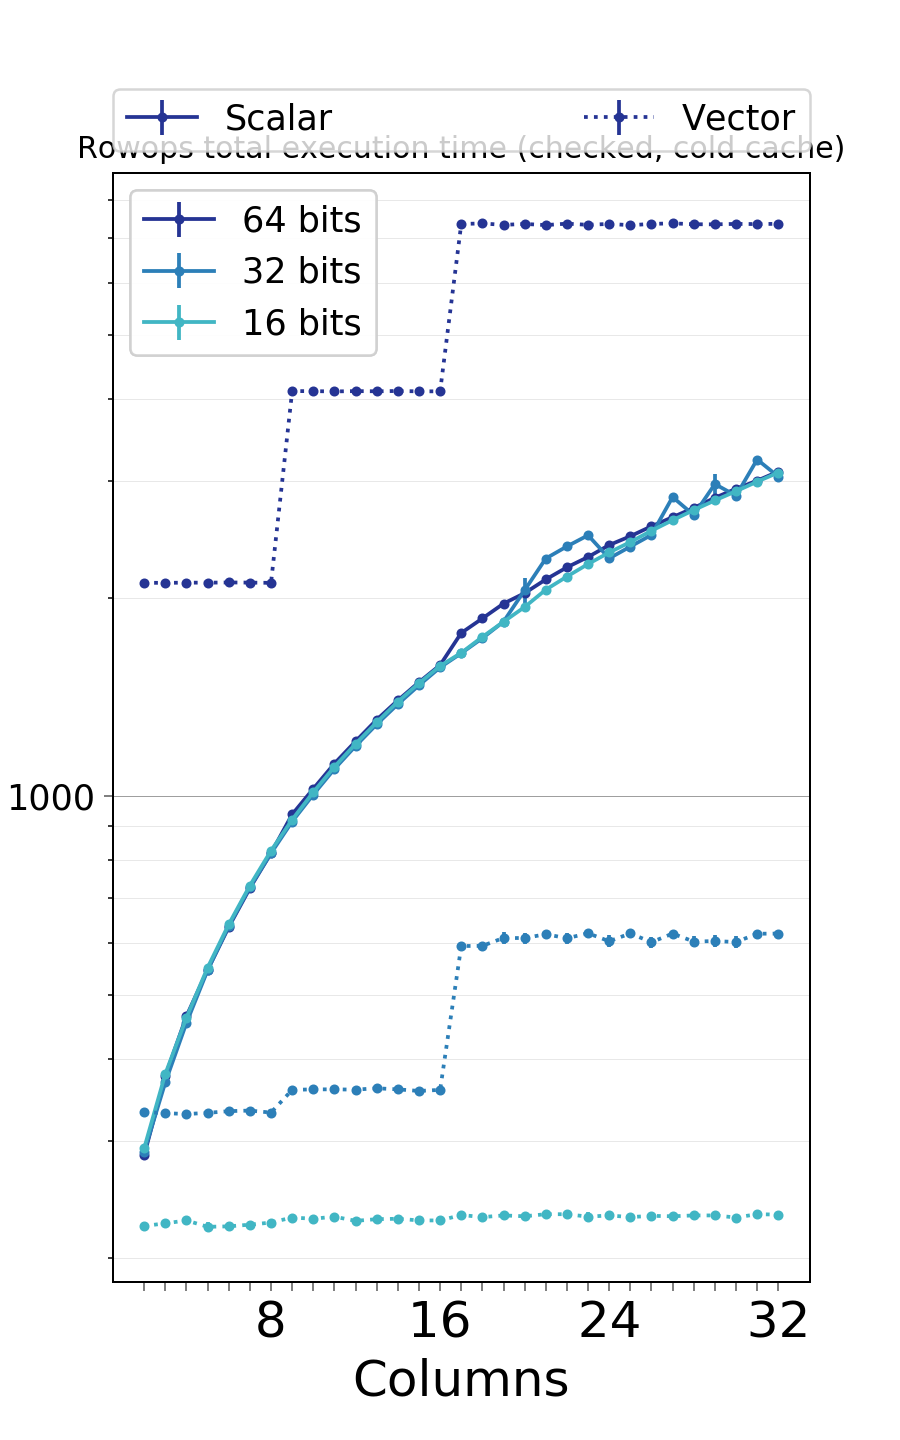 Scalar Vector
Rowops total execution time (checked, cold cache)
64 bits
32 bits
16 bits
1000
8 16 24 32
Columns